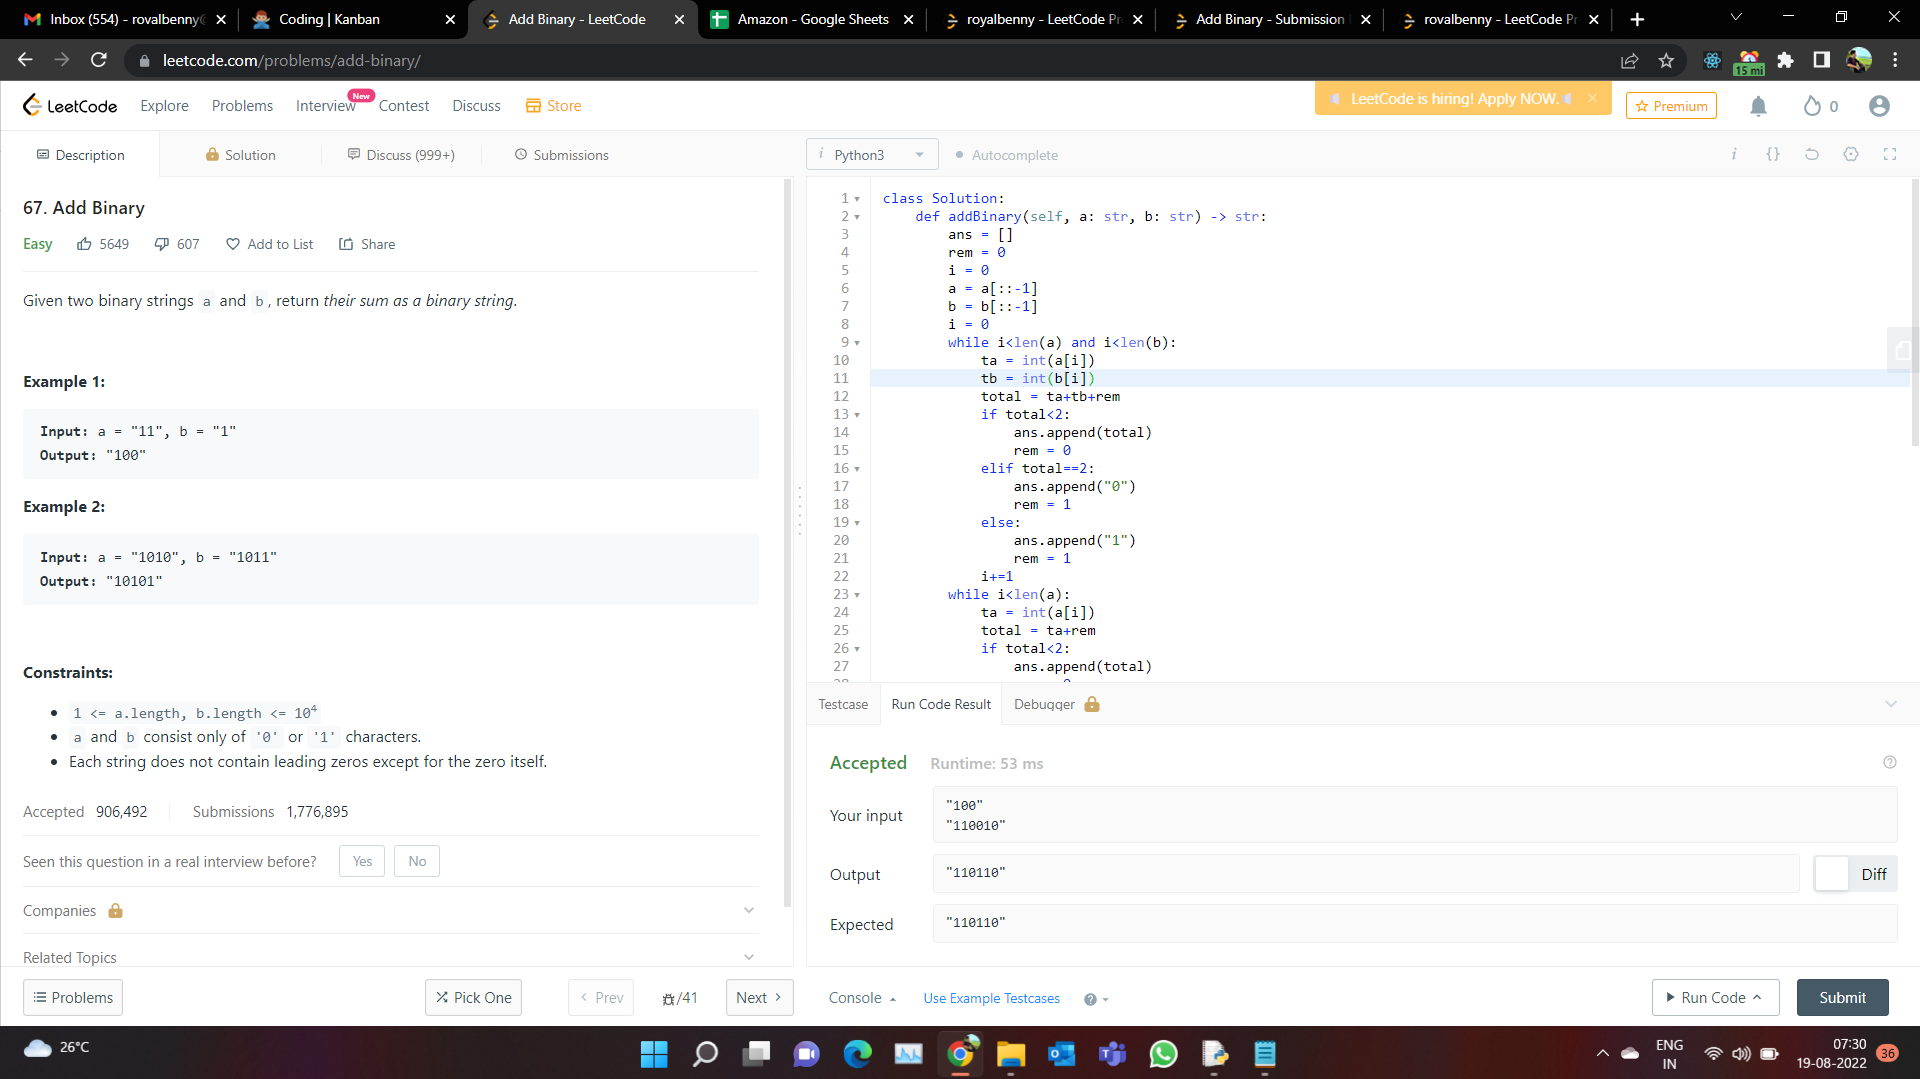 Inbox (554) - rovalbenny@
Coding | Kanban
Add Binary - LeetCode
Amazon - Google Sheets
royalbenny - LeetCode Pr
Add Binary - Submission
rovalbenny - LeetCode Pr
leetcode.com/problems/add-binary/
15 mi
LeetCode
Explore
Problems
Interview
New
Contest
Discuss
Store
LeetCode is hiring! Apply NOW.
Premium
0
Description
Solution
Discuss (999+)
Submissions
i Python3
Autocomplete
i {}
67. Add Binary
Easy 5649 607 Add to List Share
Given two binary strings a and b, return their sum as a binary string.
Example 1:
Input: a = "11", b = "1"
Output: "100"
Example 2:
Input: a = "1010", b = "1011"
Output: "10101"
Constraints:
1 <= a.length, b.length <= 10⁴
a and b consist only of '0' or '1' characters.
Each string does not contain leading zeros except for the zero itself.
Accepted 906,492 Submissions 1,776,895
Seen this question in a real interview before? Yes No
Companies
Related Topics
Problems
Pick One
Prev
/41
Next
1 class Solution:
2 def addBinary(self, a: str, b: str) -> str:
3 ans = []
4 rem = 0
5 i = 0
6 a = a[::-1]
7 b = b[::-1]
8 i = 0
9 while i<len(a) and i<len(b):
10 ta = int(a[i])
11 tb = int(b[i])
12 total = ta+tb+rem
13 if total<2:
14 ans.append(total)
15 rem = 0
16 elif total==2:
17 ans.append("0")
18 rem = 1
19 else:
20 ans.append("1")
21 rem = 1
22 i+=1
23 while i<len(a):
24 ta = int(a[i])
25 total = ta+rem
26 if total<2:
27 ans.append(total)
Testcase
Run Code Result
Debugger
Accepted Runtime: 53 ms
Your input
"100"
"110010"
Output
"110110"
Diff
Expected
"110110"
Console
Use Example Testcases
Run Code
Submit
26°C
ENG
IN
07:30
19-08-2022
36